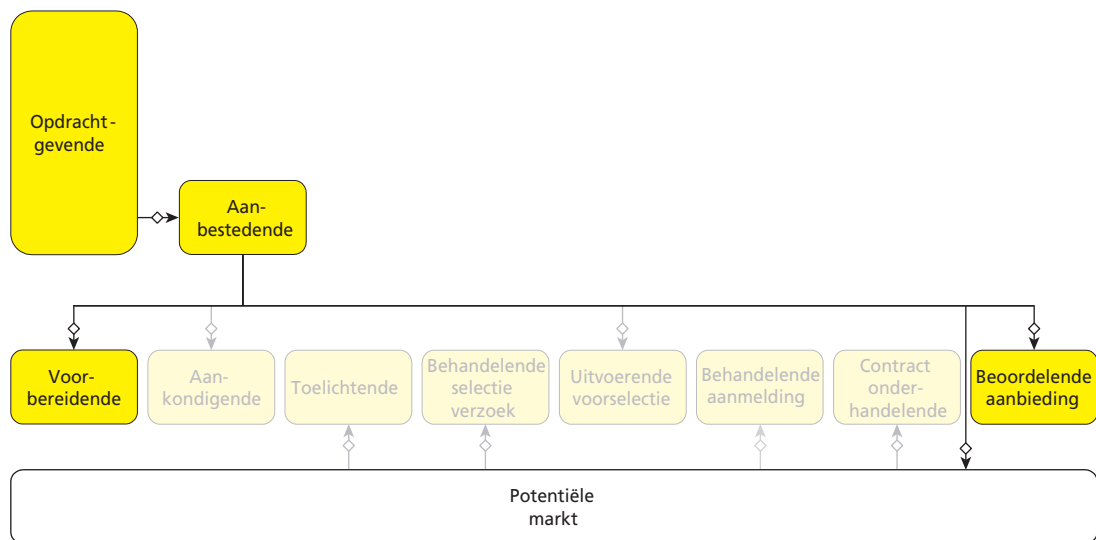 Opdracht-
gevende
Aan-
bestedende
Voor-
bereidende
Aan-
kondigende
Toelichtende
Behandelende
selectie
verzoek
Uitvoerende
voorselectie
Behandelende
aanmelding
Contract
onder-
handelende
Beoordelende
aanbieding
Potentiële
markt